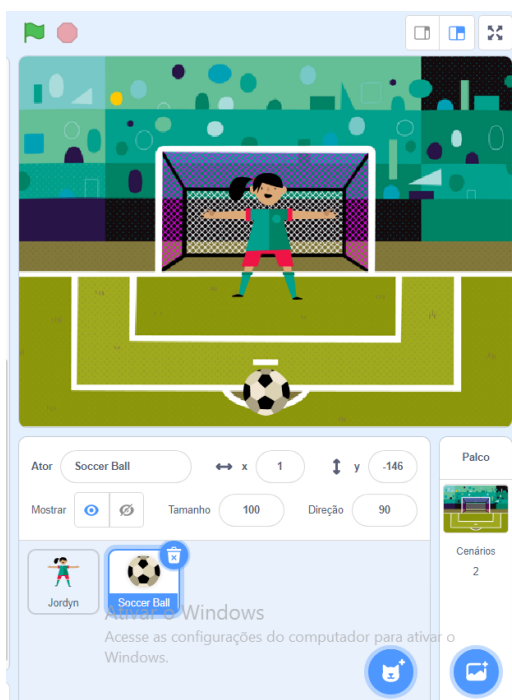 Ator Soccer Ball x 1 y -146
Mostrar Tamanho 100 Direção 90
Palco
Cenários
2
Jordyn Soccer Ball
Ativar o Windows
Acesse as configurações do computador para ativar o
Windows.